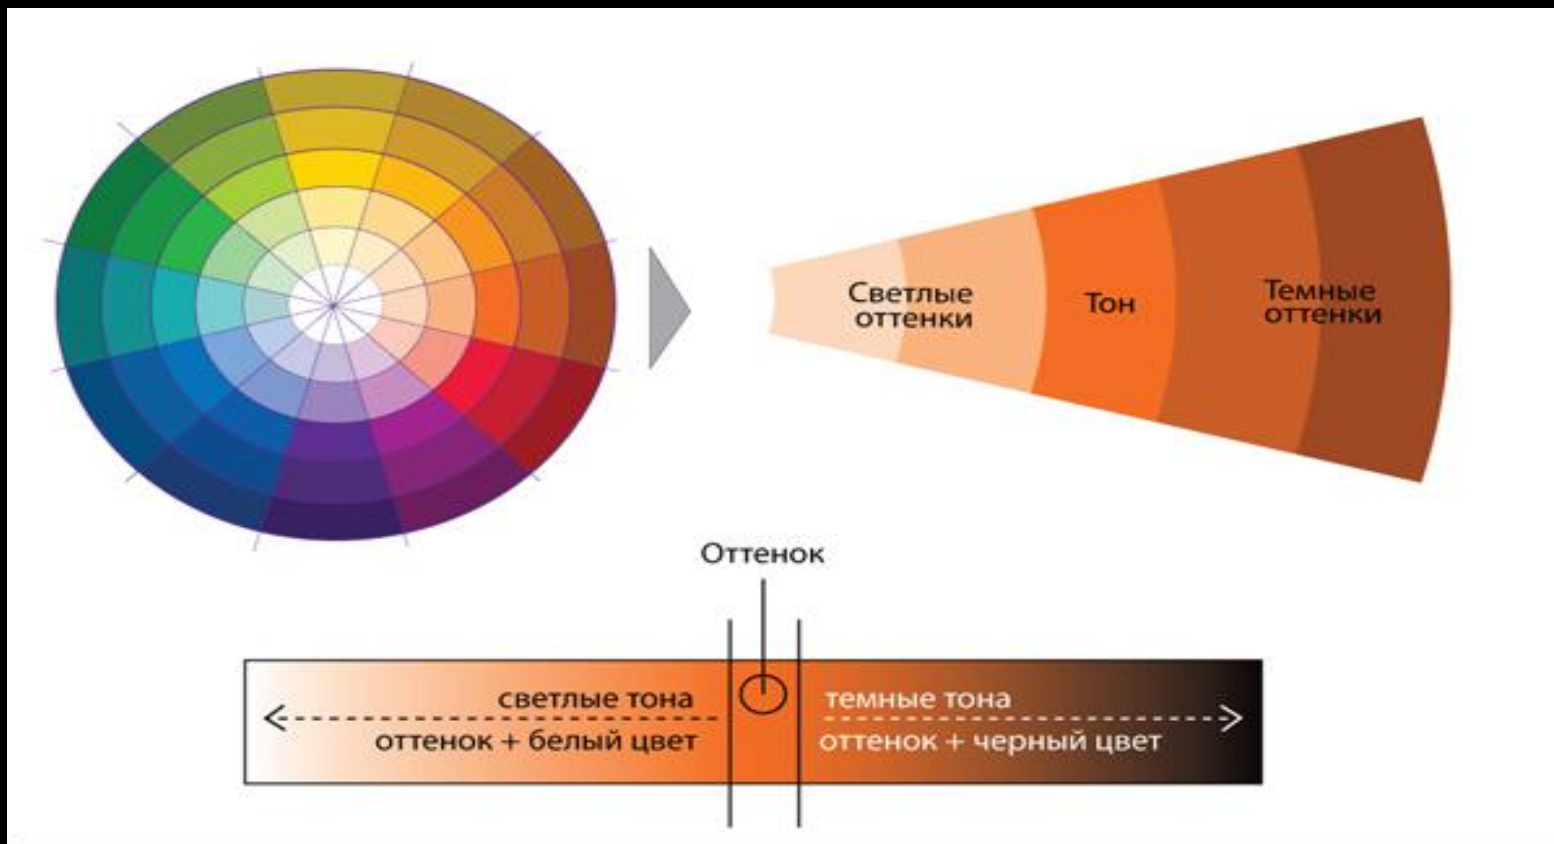 Светлые
оттенки
Тон
Темные
оттенки
Оттенок
светлые тона
оттенок + белый цвет
темные тона
оттенок + черный цвет